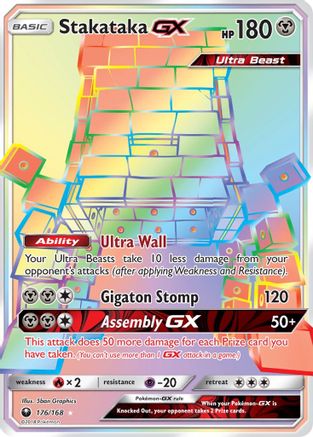 BASIC Stakataka GX HP 180
Ultra Beast
Ability Ultra Wall
Your Ultra Beasts take 10 less damage from your
opponent's attacks (after applying Weakness and Resistance).
Gigaton Stomp 120
Assembly GX 50+
This attack does 50 more damage for each Prize card you
have taken. (You can't use more than 1 GX attack in a game.)
weakness ×2 resistance -20 retreat
Illus. 5ban Graphics
176/168
©2018 Pokémon
Pokémon-GX rule
When your Pokémon-GX is
Knocked Out, your opponent takes 2 Prize cards.